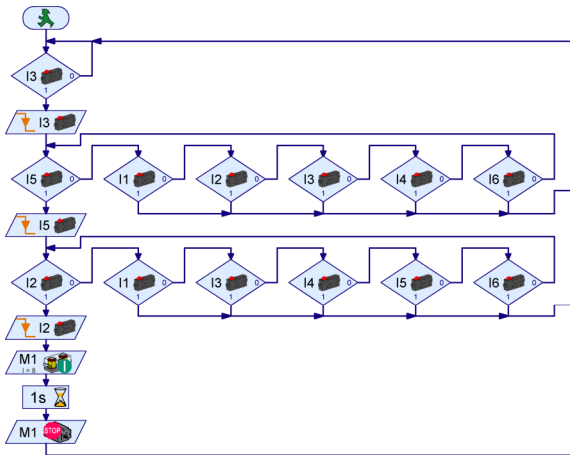 I3 0
1
I3
I5 0 I1 0 I2 0 I3 0 I4 0 I6 0
1 1 1 1 1 1
I5
I2 0 I1 0 I3 0 I4 0 I5 0 I6 0
1 1 1 1 1 1
I2
M1
I = 8
1s
M1 STOP